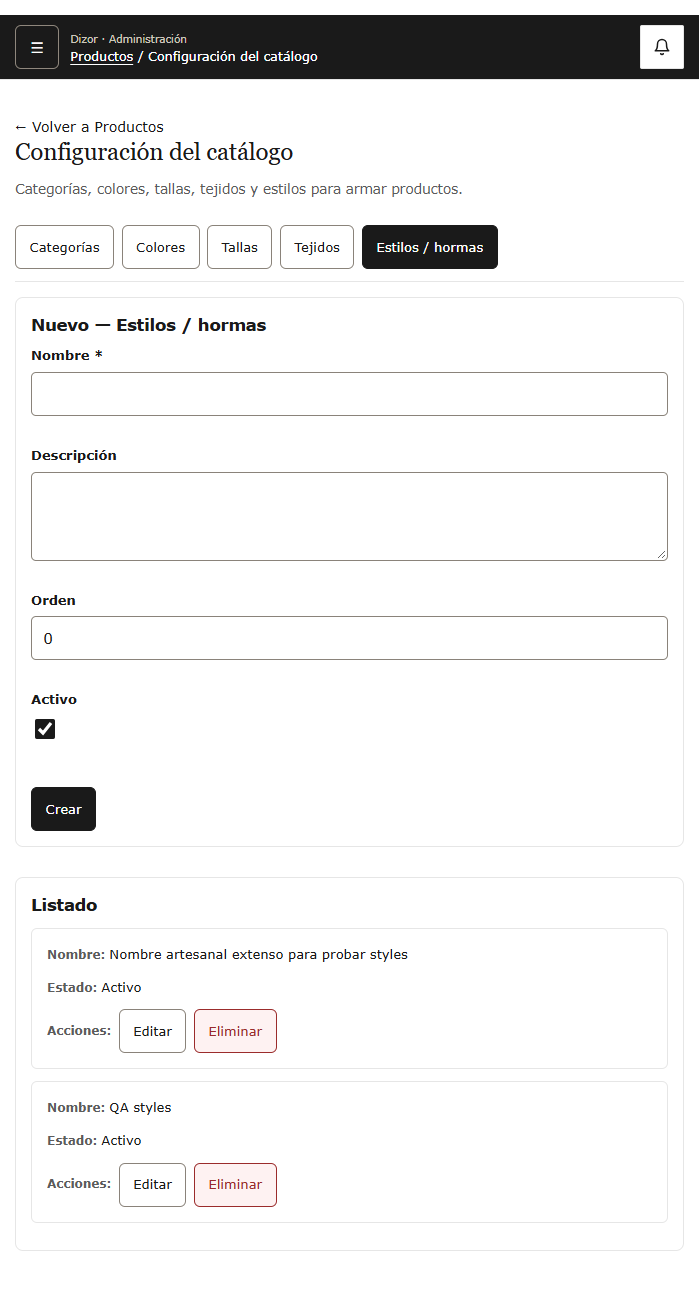 ☰
Dizor · Administración
Productos / Configuración del catálogo
← Volver a Productos
Configuración del catálogo
Categorías, colores, tallas, tejidos y estilos para armar productos.
Categorías Colores Tallas Tejidos Estilos / hormas
Nuevo — Estilos / hormas
Nombre *
Descripción
Orden
0
Activo
Crear
Listado
Nombre: Nombre artesanal extenso para probar styles
Estado: Activo
Acciones: Editar Eliminar
Nombre: QA styles
Estado: Activo
Acciones: Editar Eliminar